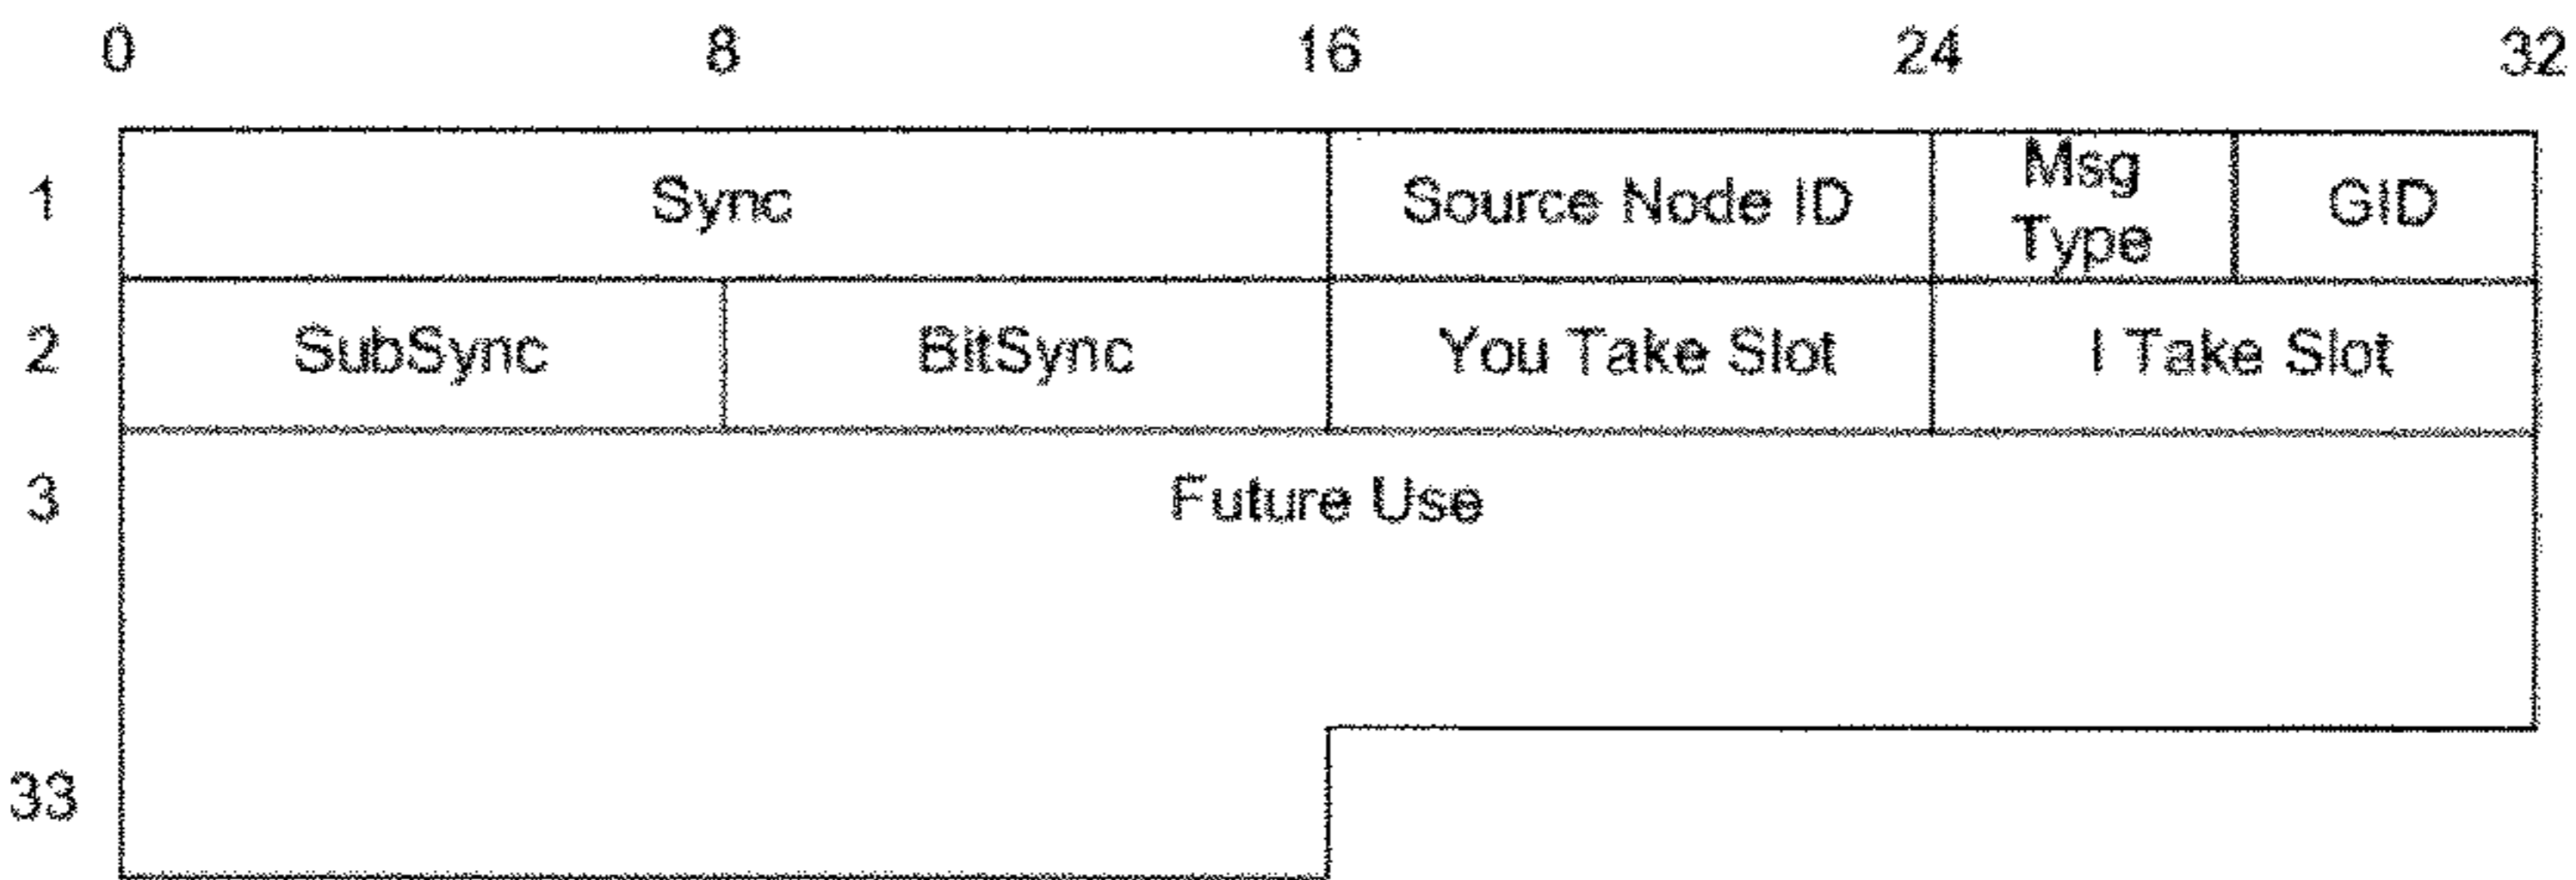 0 8 16 24 32
1 Sync Source Node ID Msg Type GID
2 SubSync BitSync You Take Slot I Take Slot
3 Future Use
33